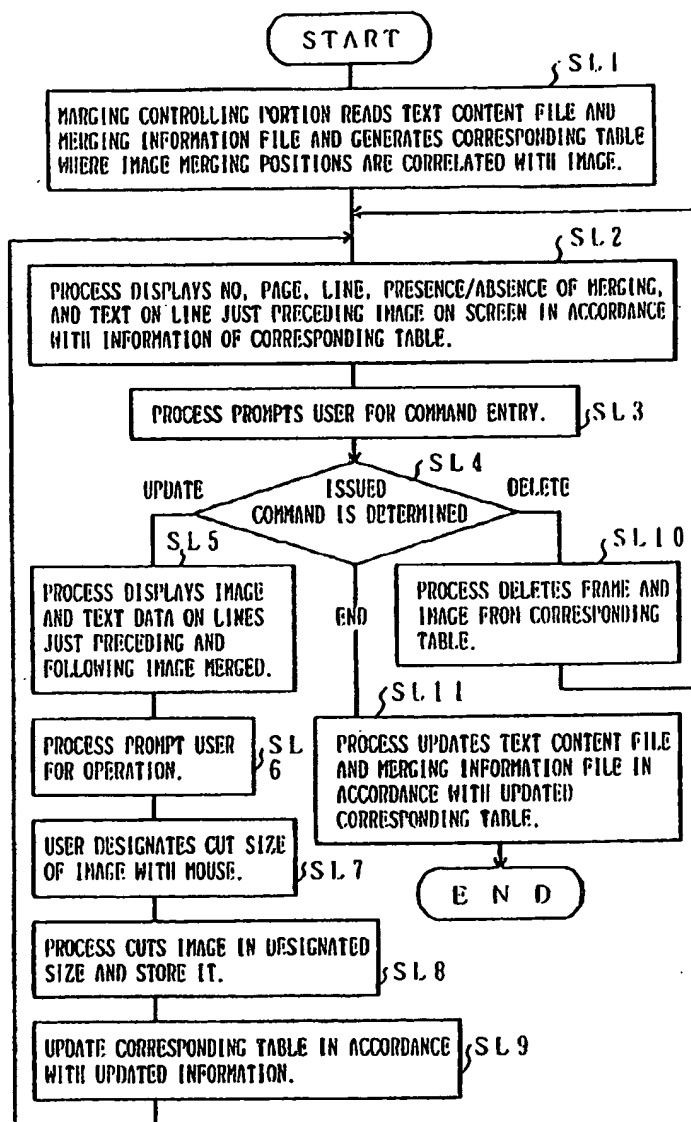 START
SL1
MARGING CONTROLLING PORTION READS TEXT CONTENT FILE AND
MERGING INFORMATION FILE AND GENERATES CORRESPONDING TABLE
WHERE IMAGE MERGING POSITIONS ARE CORRELATED WITH IMAGE.
SL2
PROCESS DISPLAYS NO, PAGE, LINE, PRESENCE/ABSENCE OF MERGING,
AND TEXT ON LINE JUST PRECEDING IMAGE ON SCREEN IN ACCORDANCE
WITH INFORMATION OF CORRESPONDING TABLE.
PROCESS PROMPTS USER FOR COMMAND ENTRY.
SL3
SL4
UPDATE
ISSUED
COMMAND IS DETERMINED
DELETE
SL5
PROCESS DISPLAYS IMAGE
AND TEXT DATA ON LINES
JUST PRECEDING AND
FOLLOWING IMAGE MERGED.
END
SL10
PROCESS DELETES FRAME AND
IMAGE FROM CORRESPONDING
TABLE.
PROCESS PROMPT USER
FOR OPERATION.
SL
6
SL11
PROCESS UPDATES TEXT CONTENT FILE
AND MERGING INFORMATION FILE IN
ACCORDANCE WITH UPDATED
CORRESPONDING TABLE.
USER DESIGNATES CUT SIZE
OF IMAGE WITH MOUSE.
SL7
END
PROCESS CUTS IMAGE IN DESIGNATED
SIZE AND STORE IT.
SL8
UPDATE CORRESPONDING TABLE IN ACCORDANCE
WITH UPDATED INFORMATION.
SL9